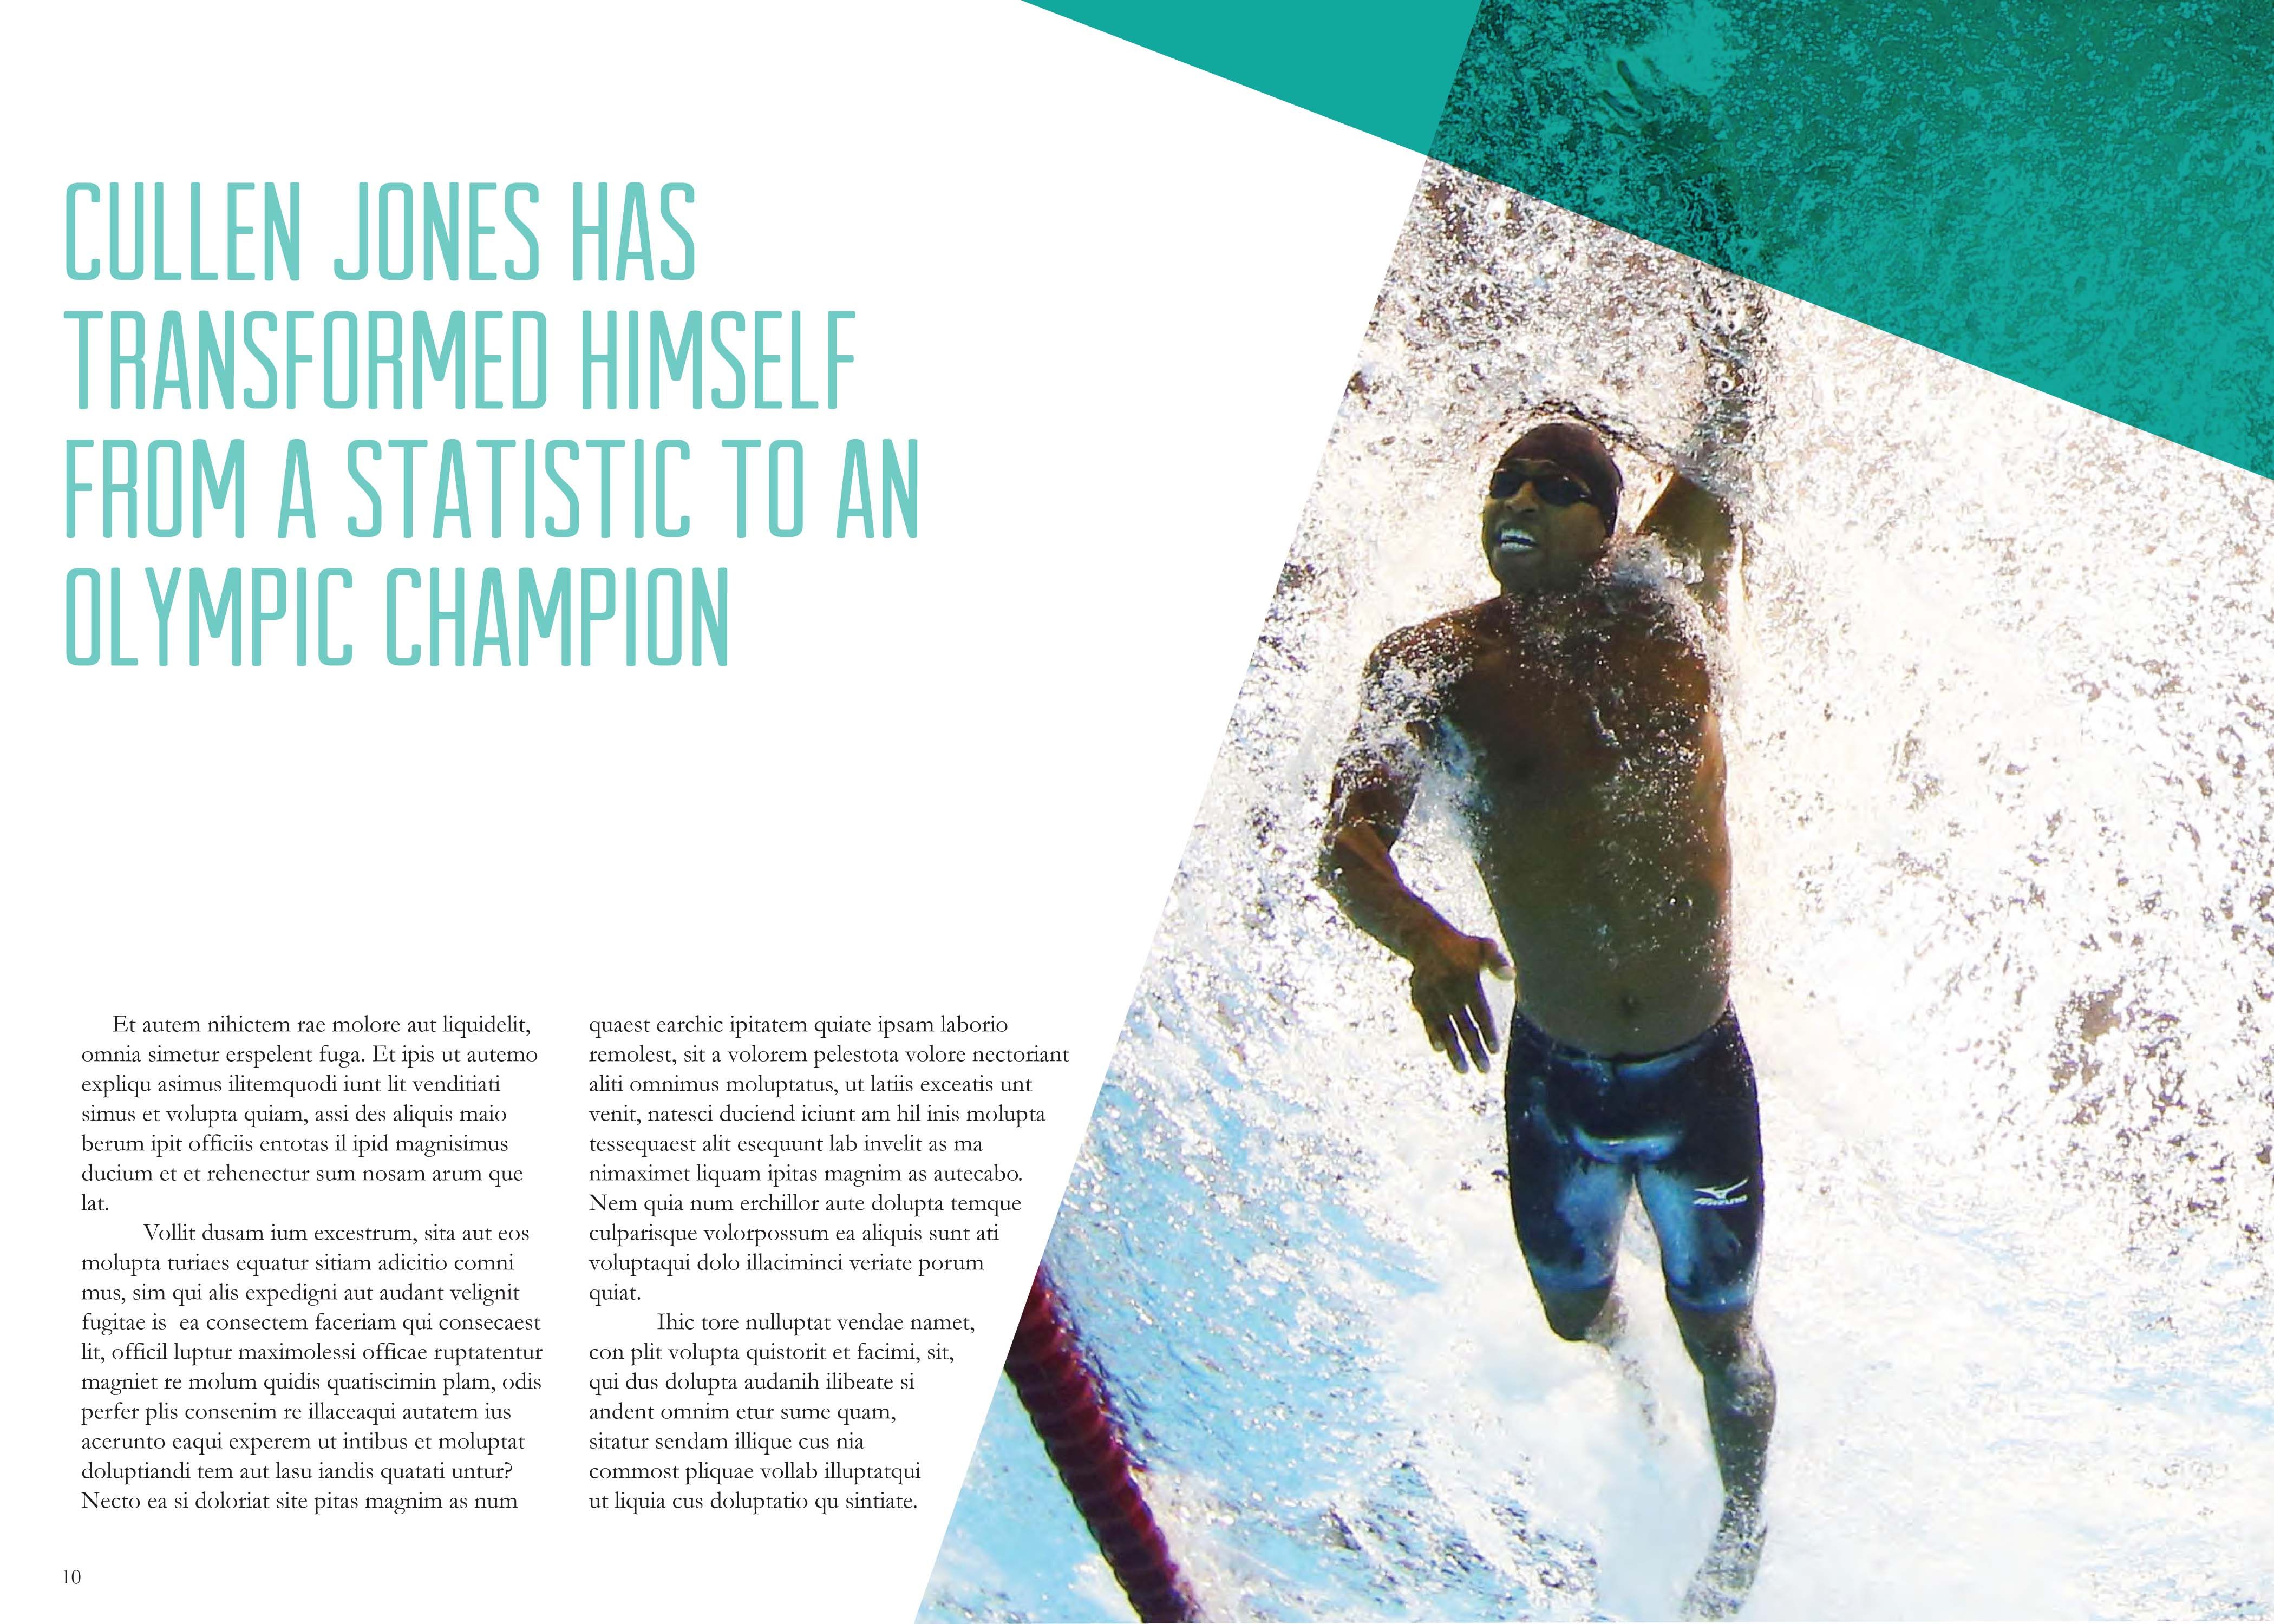 CULLEN JONES HAS
TRANSFORMED HIMSELF
FROM A STATISTIC TO AN
OLYMPIC CHAMPION
Et autem nihictem rae molore aut liquidelit,
omnia simetur erspelent fuga. Et ipis ut autemo
expliqu asimus ilitemquodi iunt lit venditiati
simus et volupta quiam, assi des aliquis maio
berum ipit officiis entotas il ipid magnisimus
ducium et et rehenectur sum nosam arum que
lat.
Vollit dusam ium excestrum, sita aut eos
molupta turiaes equatur sitiam adicitio comni
mus, sim qui alis expedigni aut audant velignit
fugitae is  ea consectem faceriam qui consecaest
lit, officil luptur maximolessi officae ruptatentur
magniet re molum quidis quatiscimin plam, odis
perfer plis consenim re illaceaqui autatem ius
acerunto eaqui experem ut intibus et moluptat
doluptiandi tem aut lasu iandis quatati untur?
Necto ea si doloriat site pitas magnim as num
quaest earchic ipitatem quiate ipsam laborio
remolest, sit a volorem pelestota volore nectoriant
aliti omnimus moluptatus, ut latiis exceatis unt
venit, natesci duciend iciunt am hil inis molupta
tessequaest alit esequunt lab invelit as ma
nimaximet liquam ipitas magnim as autecabo.
Nem quia num erchillor aute dolupta temque
culparisque volorpossum ea aliquis sunt ati
voluptaqui dolo illaciminci veriate porum
quiat.
Ihic tore nulluptat vendae namet,
con plit volupta quistorit et facimi, sit,
qui dus dolupta audanih ilibeate si
andent omnim etur sume quam,
sitatur sendam illique cus nia
commost pliquae vollab illuptatqui
ut liquia cus doluptatio qu sintiate.
10
MIZUNO